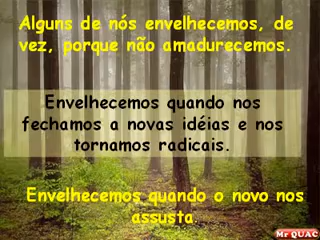 Alguns de nós envelhecemos, de
vez, porque não amadurecemos.
Envelhecemos quando nos
fechamos a novas idéias e nos
tornamos radicais.
Envelhecemos quando o novo nos
assusta.
Mr QUAC